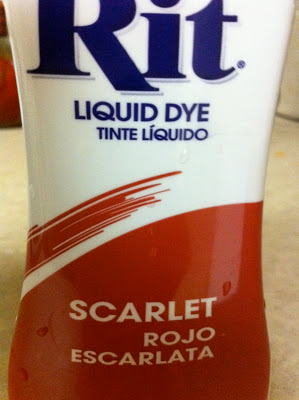 Rit®
LIQUID DYE
TINTE LÍQUIDO
SCARLET
ROJO
ESCARLATA